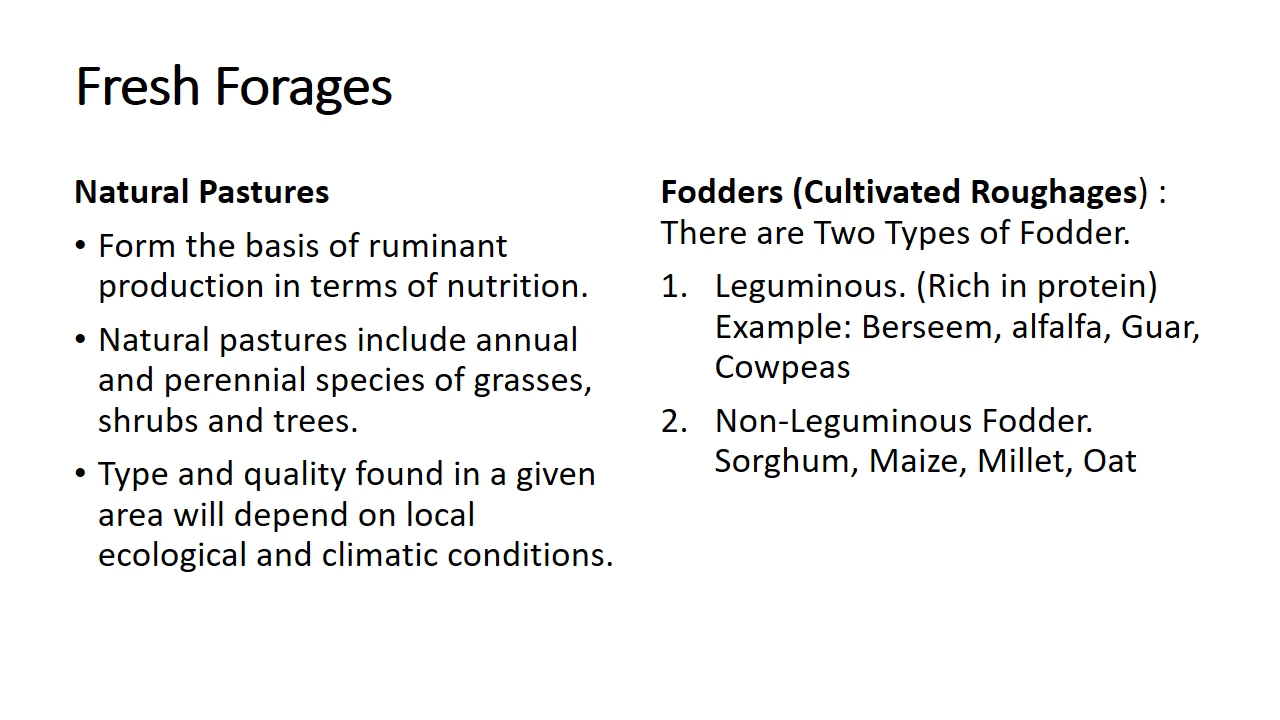 Fresh Forages
Natural Pastures
• Form the basis of ruminant
production in terms of nutrition.
• Natural pastures include annual
and perennial species of grasses,
shrubs and trees.
• Type and quality found in a given
area will depend on local
ecological and climatic conditions.
Fodders (Cultivated Roughages) :
There are Two Types of Fodder.
1. Leguminous. (Rich in protein)
Example: Berseem, alfalfa, Guar,
Cowpeas
2. Non-Leguminous Fodder.
Sorghum, Maize, Millet, Oat